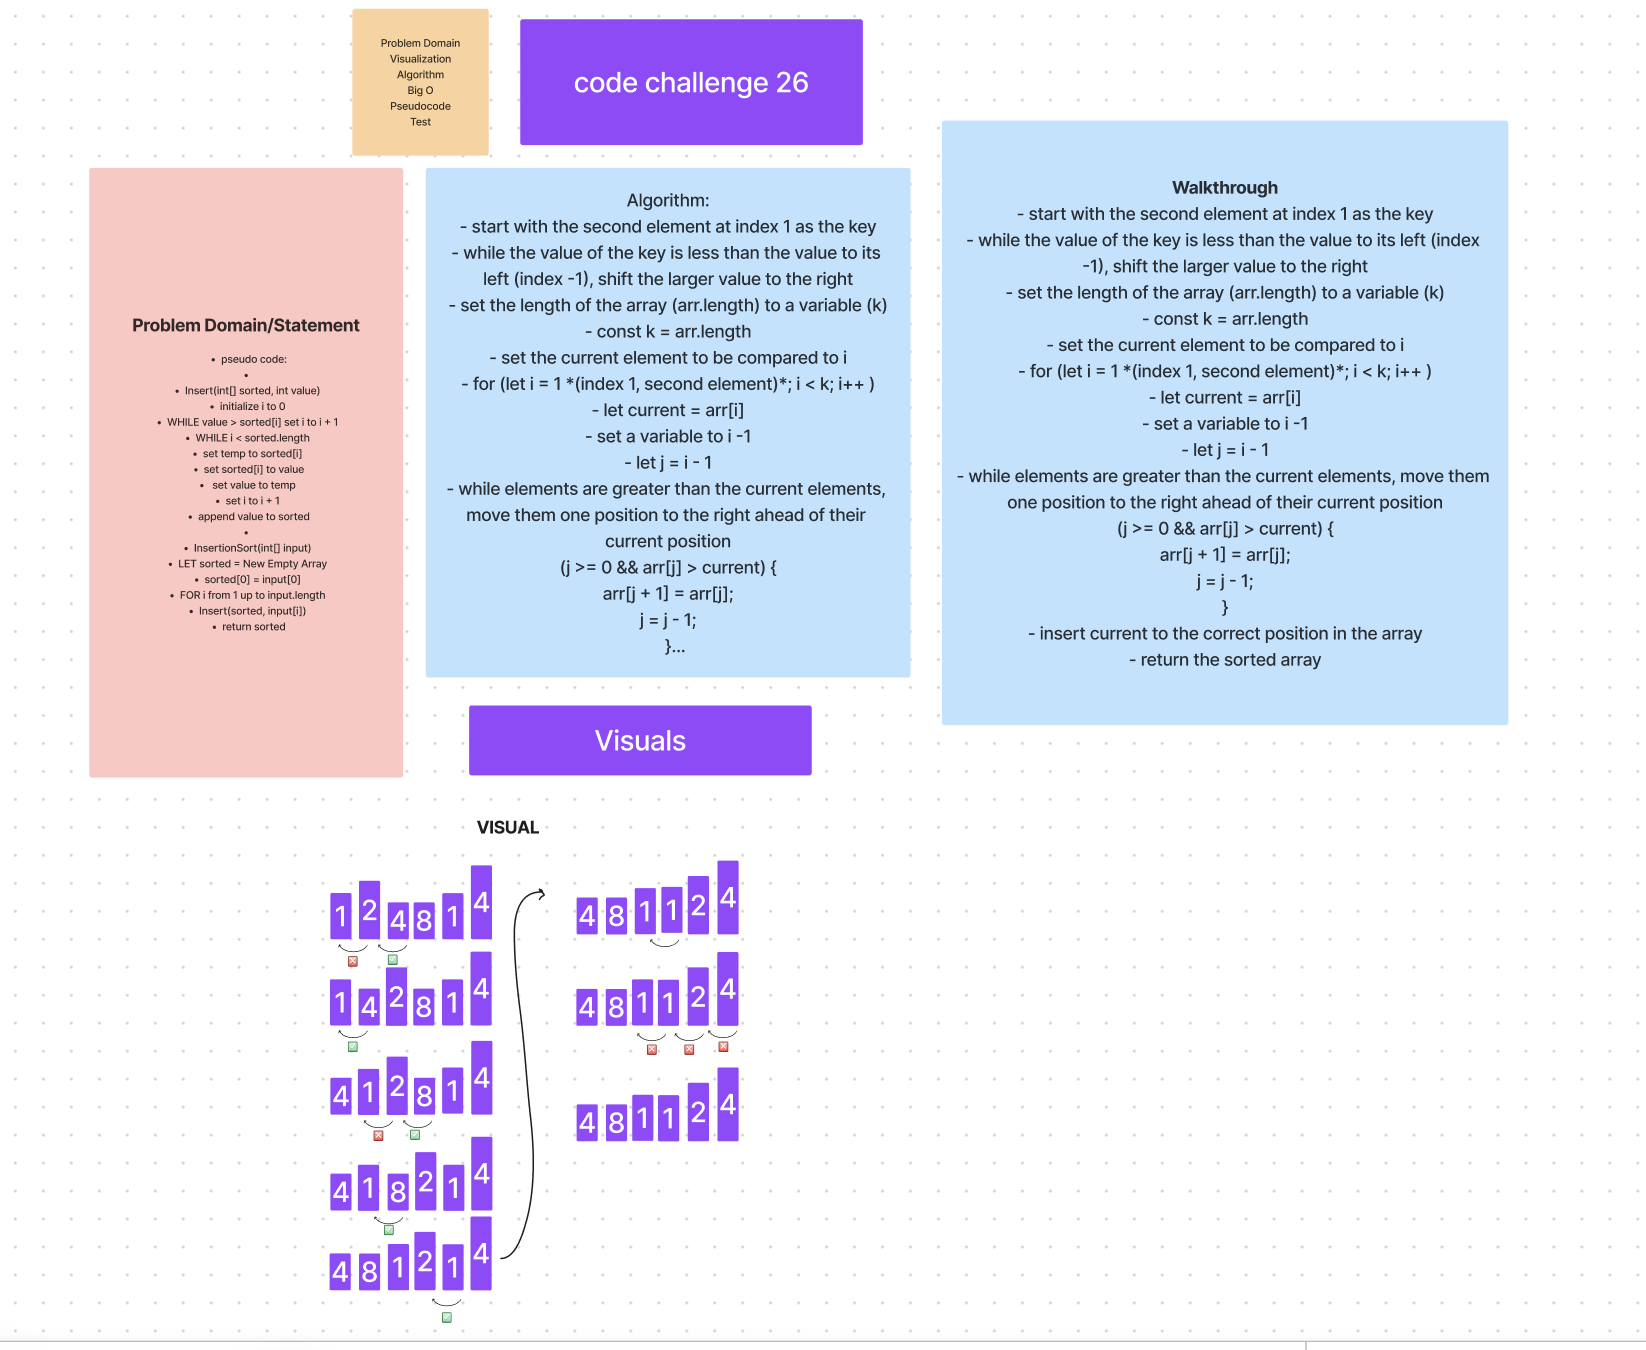 Problem Domain
Visualization
Algorithm
Big O
Pseudocode
Test
code challenge 26
Problem Domain/Statement
• pseudo code:
•
• Insert(int[] sorted, int value)
• initialize i to 0
• WHILE value > sorted[i] set i to i + 1
• WHILE i < sorted.length
• set temp to sorted[i]
• set sorted[i] to value
• set value to temp
• set i to i + 1
• append value to sorted
•
• InsertionSort(int[] input)
• LET sorted = New Empty Array
• sorted[0] = input[0]
• FOR i from 1 up to input.length
• Insert(sorted, input[i])
• return sorted
Algorithm:
- start with the second element at index 1 as the key
- while the value of the key is less than the value to its
left (index -1), shift the larger value to the right
- set the length of the array (arr.length) to a variable (k)
- const k = arr.length
- set the current element to be compared to i
- for (let i = 1 *(index 1, second element)*; i < k; i++ )
- let current = arr[i]
- set a variable to i -1
- let j = i - 1
- while elements are greater than the current elements,
move them one position to the right ahead of their
current position
(j >= 0 && arr[j] > current) {
arr[j + 1] = arr[j];
j = j - 1;
}...
Walkthrough
- start with the second element at index 1 as the key
- while the value of the key is less than the value to its left (index
-1), shift the larger value to the right
- set the length of the array (arr.length) to a variable (k)
- const k = arr.length
- set the current element to be compared to i
- for (let i = 1 *(index 1, second element)*; i < k; i++ )
- let current = arr[i]
- set a variable to i -1
- let j = i - 1
- while elements are greater than the current elements, move them
one position to the right ahead of their current position
(j >= 0 && arr[j] > current) {
arr[j + 1] = arr[j];
j = j - 1;
}
- insert current to the correct position in the array
- return the sorted array
Visuals
VISUAL
1 2 4 8 1 4
1 4 2 8 1 4
4 1 2 8 1 4
4 1 8 2 1 4
4 8 1 2 1 4
4 8 1 1 2 4
4 8 1 1 2 4
4 8 1 1 2 4